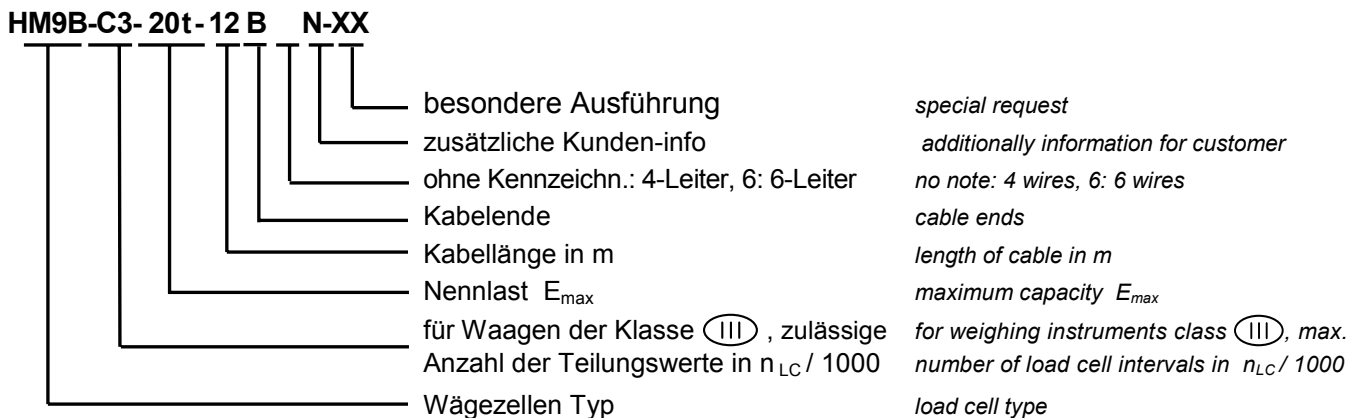 HM9B-C3- 20t - 12 B N-XX
besondere Ausführung special request
zusätzliche Kunden-info additionally information for customer
ohne Kennzeichn.: 4-Leiter, 6: 6-Leiter no note: 4 wires, 6: 6 wires
Kabelende cable ends
Kabellänge in m length of cable in m
Nennlast Emax maximum capacity Emax
für Waagen der Klasse (III) , zulässige for weighing instruments class (III), max.
Anzahl der Teilungswerte in n LC / 1000 number of load cell intervals in nLC / 1000
Wägezellen Typ load cell type